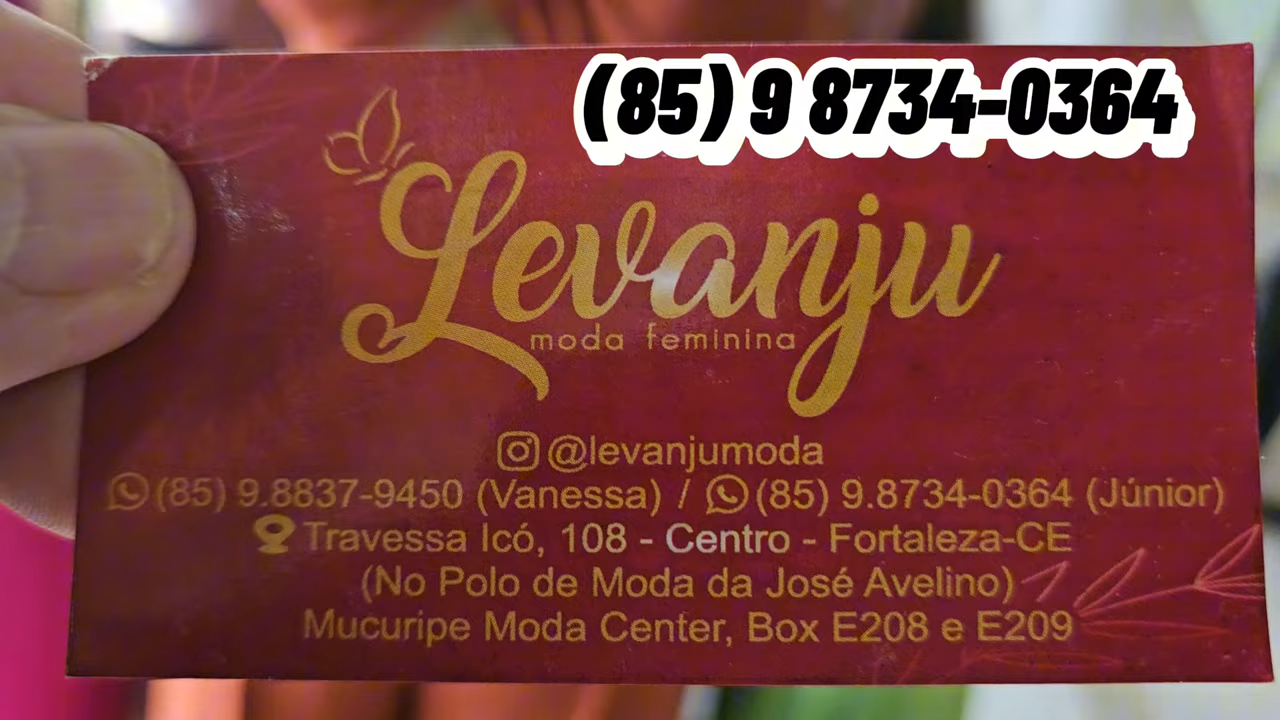 (85) 9 8734-0364
Levanju
moda feminina
@levanjumoda
(85) 9.8837-9450 (Vanessa) / (85) 9.8734-0364 (Júnior)
Travessa Icó, 108 - Centro - Fortaleza-CE
(No Polo de Moda da José Avelino)
Mucuripe Moda Center, Box E208 e E209